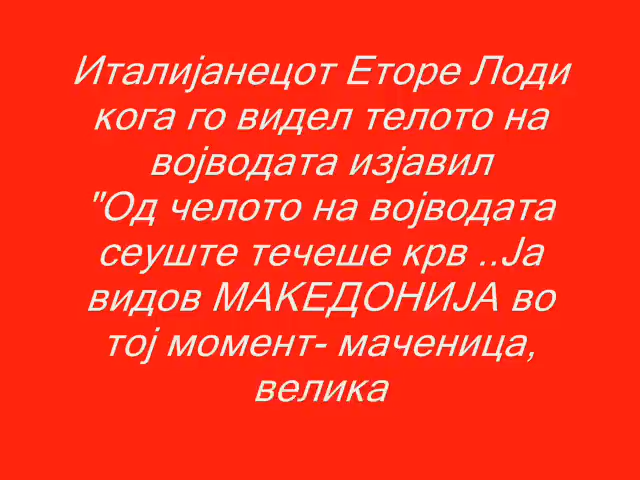 Италијанецот Еторе Лоди
кога го видел телото на
војводата изјавил
"Од челото на војводата
сеуште течеше крв ..Ја
видов МАКЕДОНИЈА во
тој момент- маченица,
велика